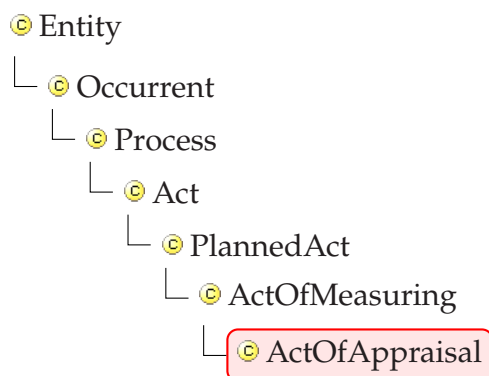 © Entity
© Occurrent
© Process
© Act
© PlannedAct
© ActOfMeasuring
© ActOfAppraisal